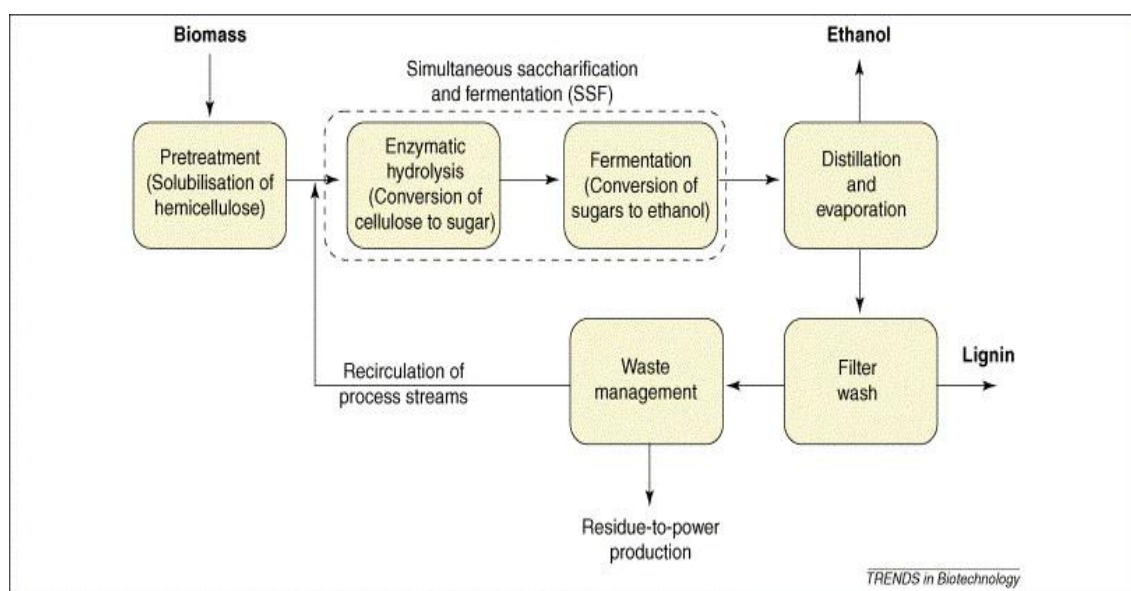 Biomass
Ethanol
Simultaneous saccharification
and fermentation (SSF)
Pretreatment
(Solubilisation of
hemicellulose)
Enzymatic
hydrolysis
(Conversion of
cellulose to sugar)
Fermentation
(Conversion of
sugars to ethanol)
Distillation
and
evaporation
Recirculation of
process streams
Waste
management
Filter
wash
Lignin
Residue-to-power
production
TRENDS in Biotechnology